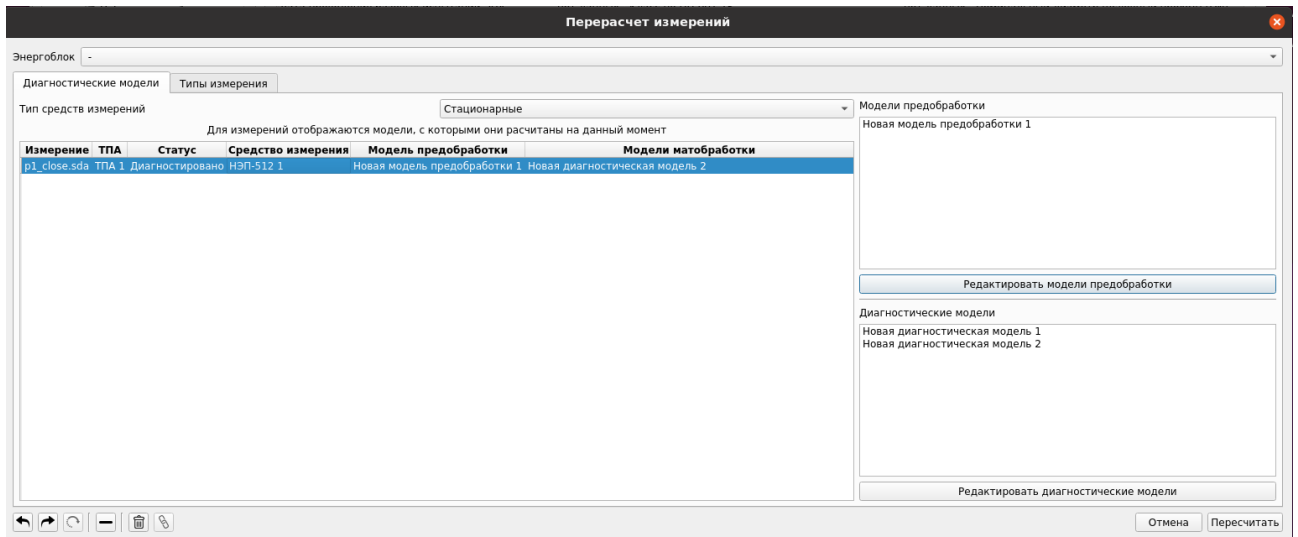 Перерасчет измерений
Энергоблок -
Диагностические модели Типы измерения
Тип средств измерений Стационарные
Для измерений отображаются модели, с которыми они расчитаны на данный момент
Измерение ТПА Статус Средство измерения Модель предобработки Модели матобработки
p1_close.sda ТПА 1 Диагностировано НЭП-512 1 Новая модель предобработки 1 Новая диагностическая модель 2
Модели предобработки
Новая модель предобработки 1
Редактировать модели предобработки
Диагностические модели
Новая диагностическая модель 1
Новая диагностическая модель 2
Редактировать диагностические модели
Отмена Пересчитать